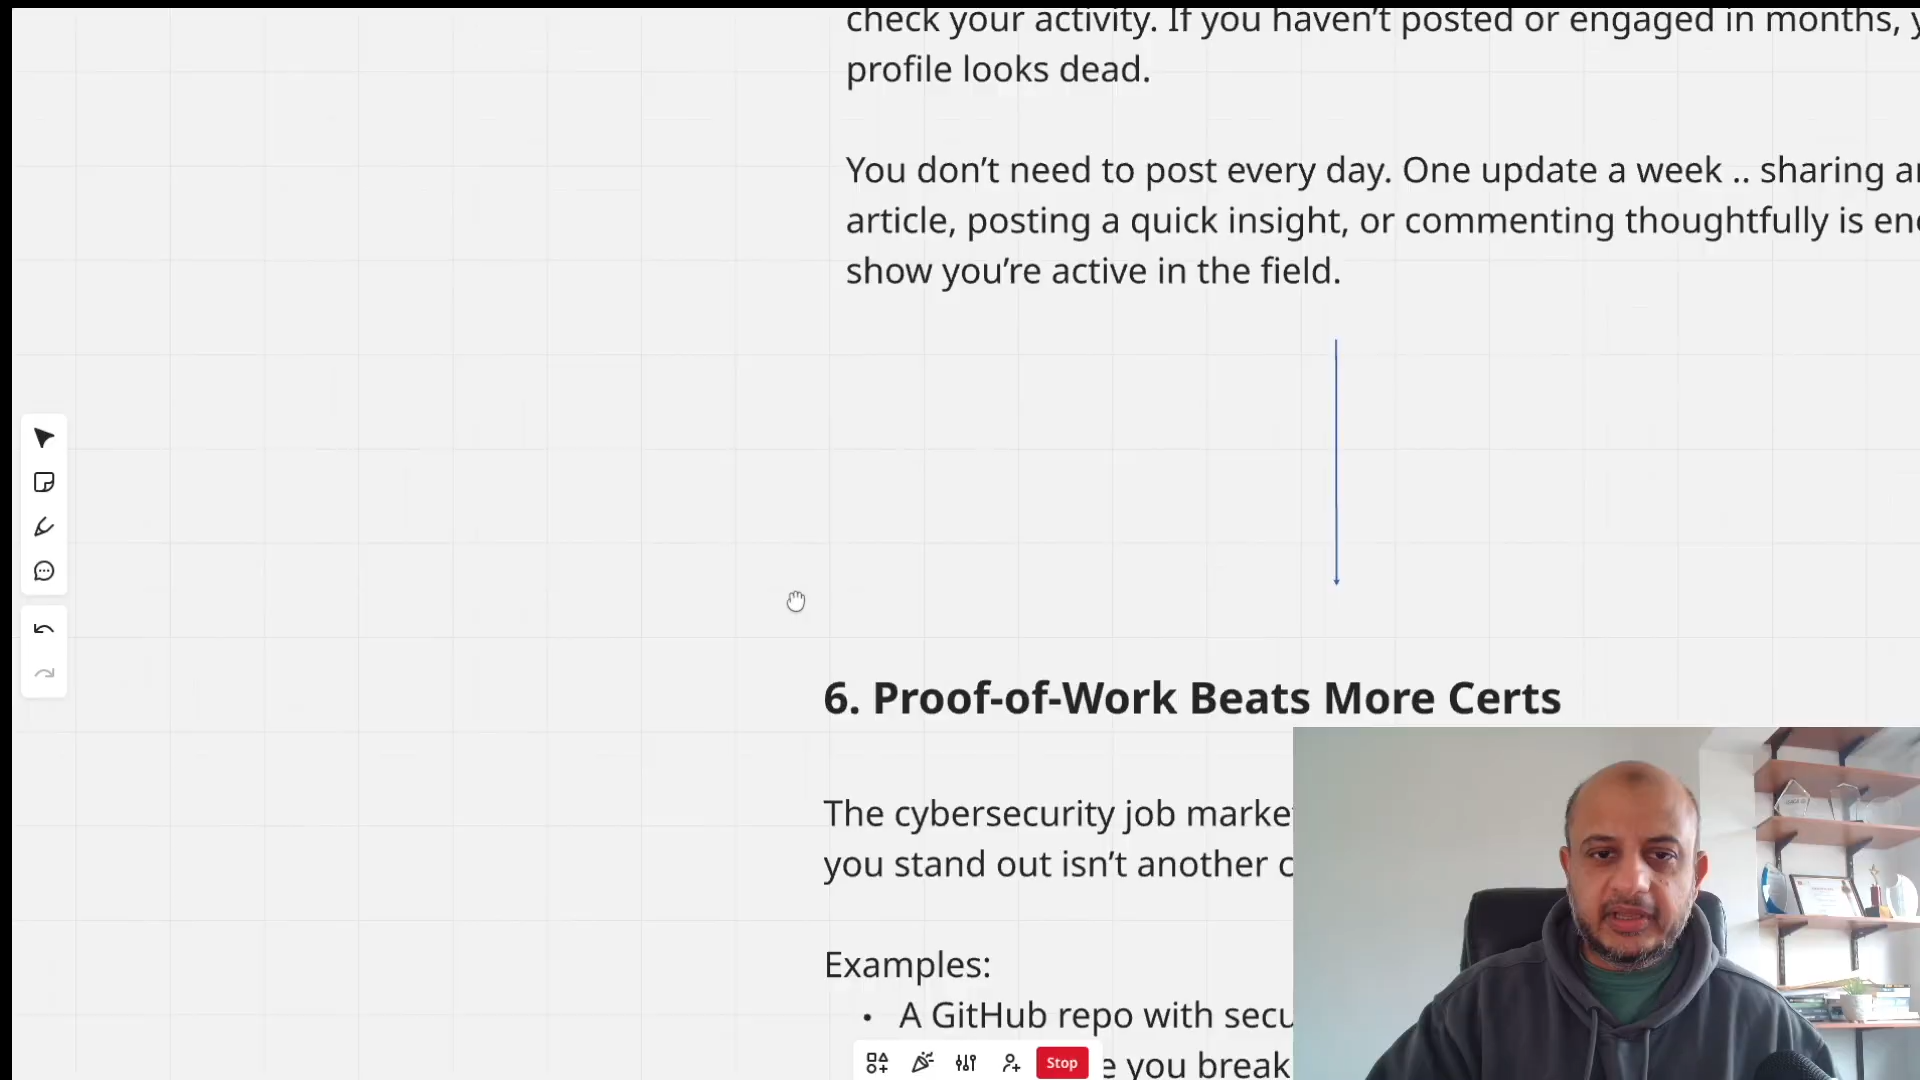 check your activity. If you haven't posted or engaged in months,
profile looks dead.
You don't need to post every day. One update a week .. sharing
article, posting a quick insight, or commenting thoughtfully is
show you're active in the field.
6. Proof-of-Work Beats More Certs
The cybersecurity job
you stand out isn't another
Examples:
• A GitHub repo with
you break
Stop